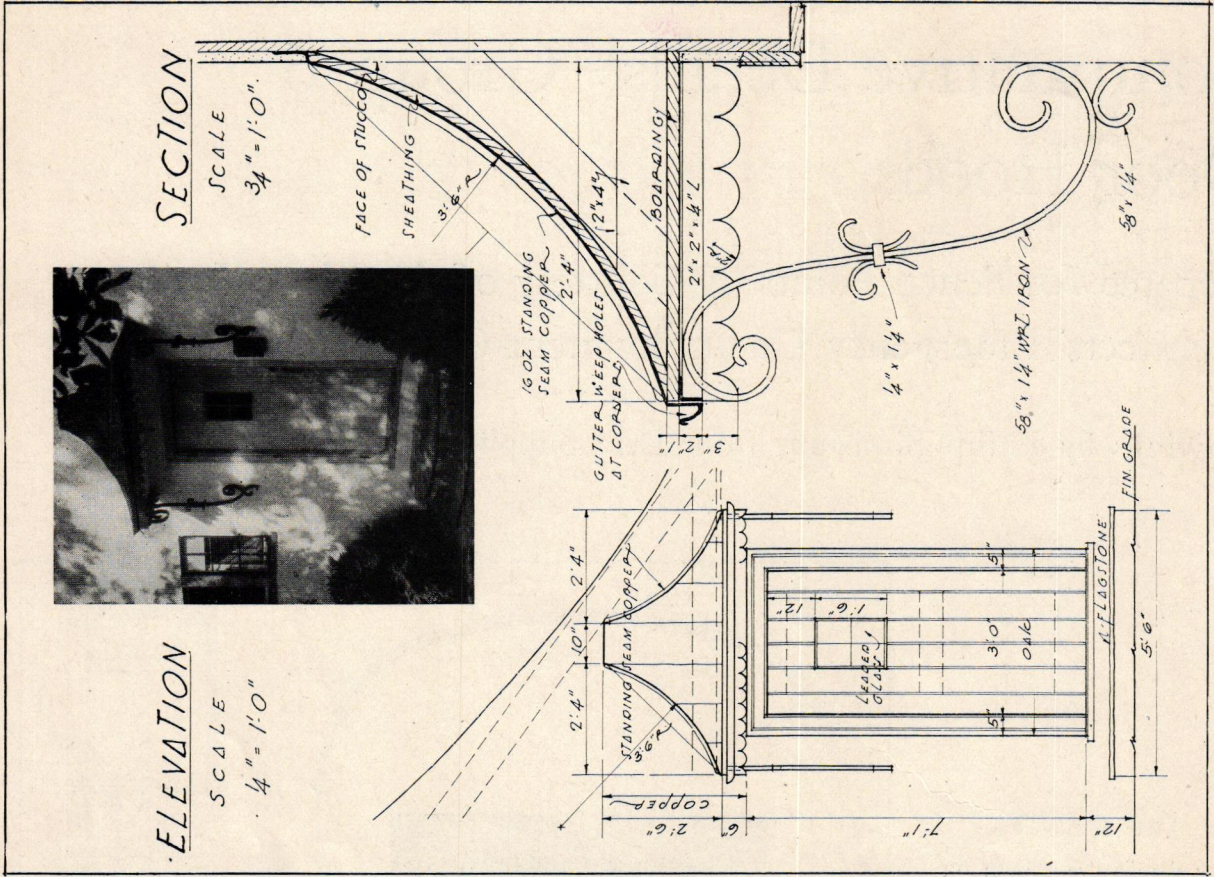 SECTION
SCALE
3/4" = 1'-0"
FACE OF STUCCO
SHEATHING
3'-6" R
16 OZ STANDING
SEAM COPPER
2'-4"
2" x 4"
BOARDING
2" x 2" x 1/4" L
GUTTER WEEP HOLES
AT CORNERS
3" 2" 1"
1/4" x 1 1/4"
5/8" x 1 1/4" WR'T IRON
5/8" x 1 1/4"
ELEVATION
SCALE
1/4" = 1'-0"
2'-4"
10"
2'-4"
STANDING SEAM COPPER
3'-6" R
COPPER
2'-6"
6"
7'-1"
12"
12"
1'-6"
LEADED
GLASS
5"
3'-0"
5"
OAK
FLAGSTONE
5'-6"
FIN. GRADE